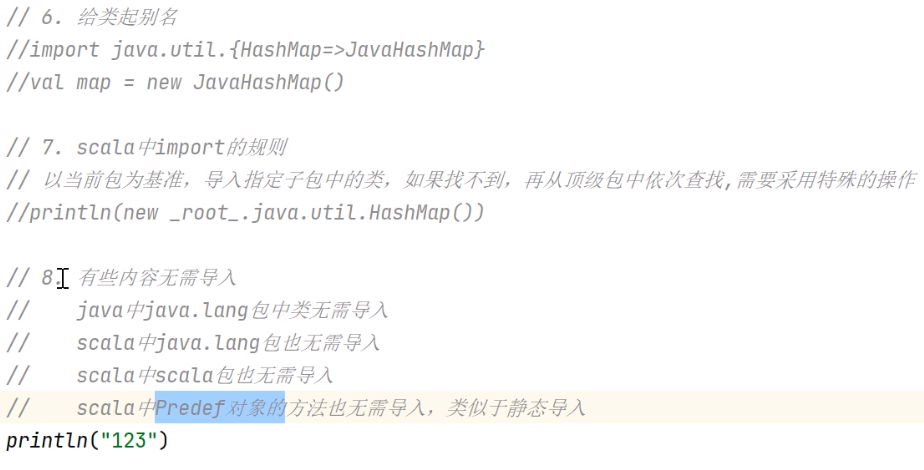 // 6. 给类起别名
//import java.util.{HashMap=>JavaHashMap}
//val map = new JavaHashMap()
// 7. scala中import的规则
// 以当前包为基准，导入指定子包中的类，如果找不到，再从顶级包中依次查找,需要采用特殊的操作
//println(new _root_.java.util.HashMap())
// 8. 有些内容无需导入
//    java中java.lang包中类无需导入
//    scala中java.lang包也无需导入
//    scala中scala包也无需导入
//    scala中Predef对象的方法也无需导入，类似于静态导入
println("123")